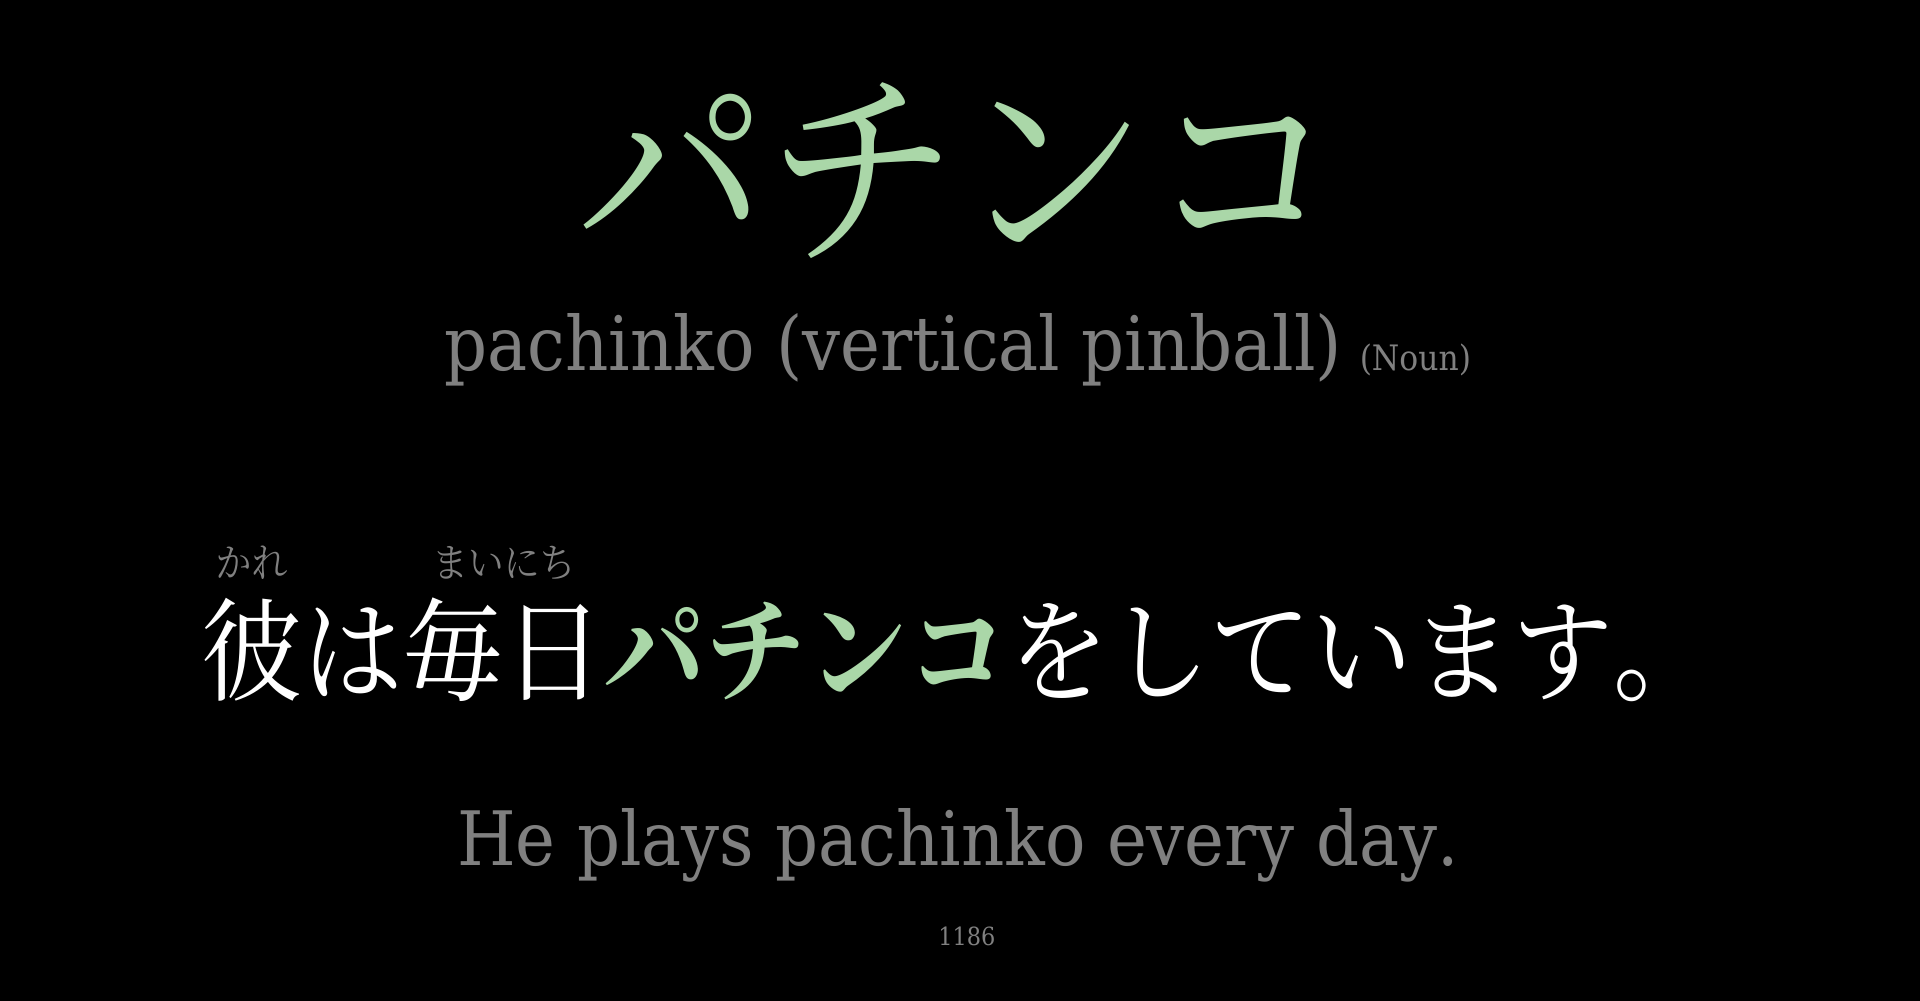 パチンコ
pachinko (vertical pinball) (Noun)
かれ まいにち
彼は毎日パチンコをしています。
He plays pachinko every day.
1186